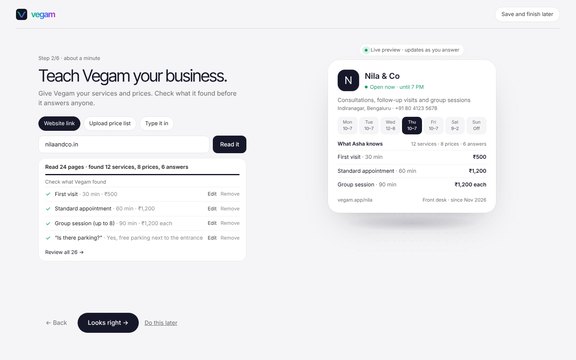 vegam
Save and finish later
Step 2/6 · about a minute
Teach Vegam your business.
Give Vegam your services and prices. Check what it found before
it answers anyone.
Website link
Upload price list
Type it in
nilaandco.in
Read it
Read 24 pages · found 12 services, 8 prices, 6 answers
Check what Vegam found
First visit · 30 min · ₹500 Edit Remove
Standard appointment · 60 min · ₹1,200 Edit Remove
Group session (up to 8) · 90 min · ₹1,200 each Edit Remove
"Is there parking?" · Yes, free parking next to the entrance Edit Remove
Review all 26 →
← Back
Looks right →
Do this later
Live preview · updates as you answer
N
Nila & Co
Open now · until 7 PM
Consultations, follow-up visits and group sessions
Indiranagar, Bengaluru · +91 80 4123 5678
Mon Tue Wed Thu Fri Sat Sun
10–7 10–7 12–8 10–7 10–7 9–2 Off
What Asha knows 12 services · 8 prices · 6 answers
First visit · 30 min ₹500
Standard appointment · 60 min ₹1,200
Group session · 90 min ₹1,200 each
vegam.app/nila Front desk · since Nov 2026